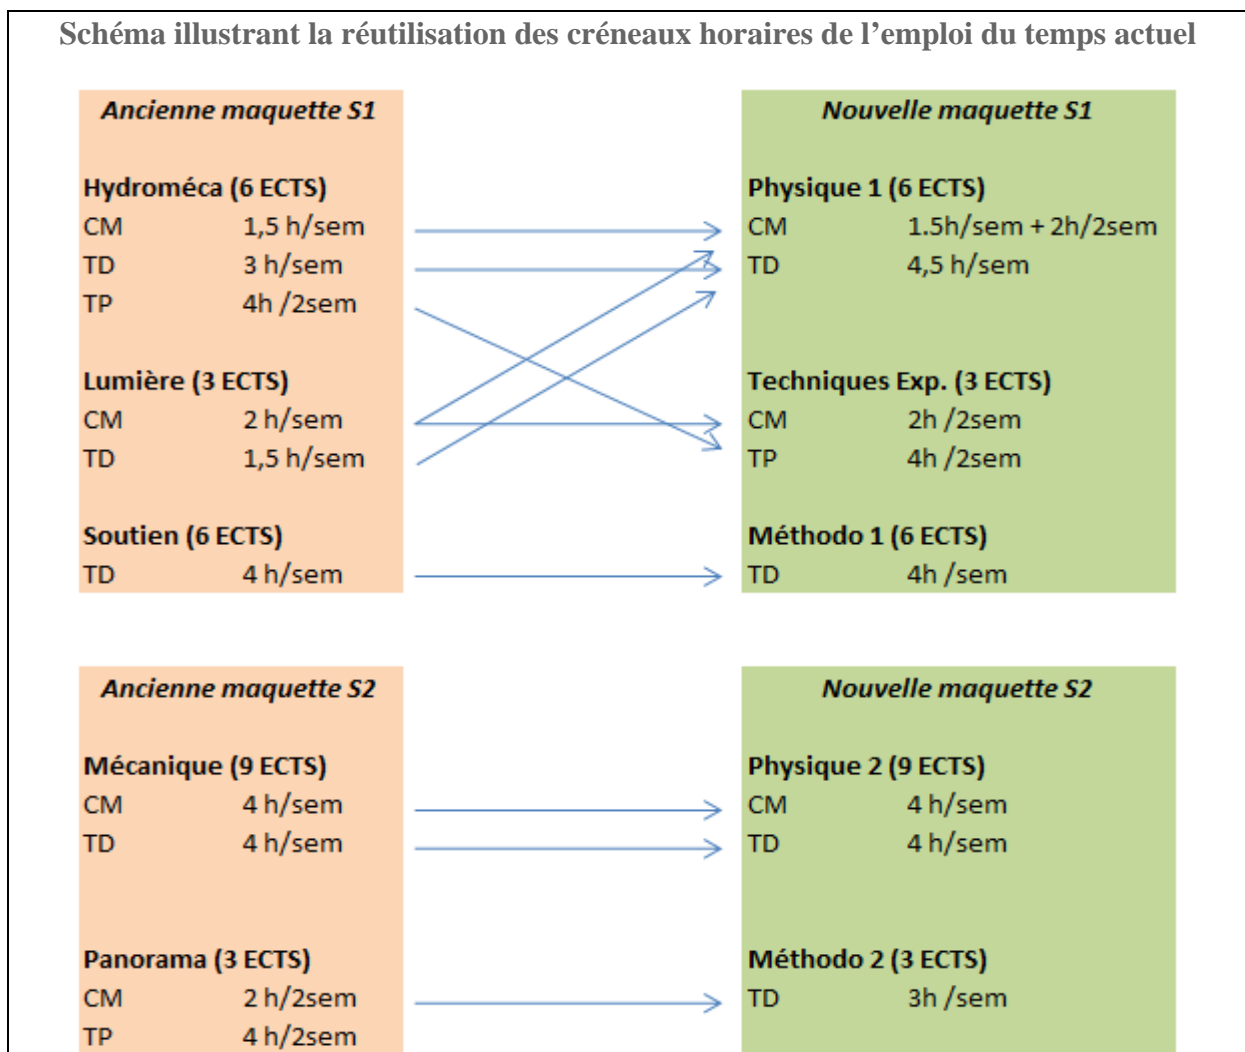 Schéma illustrant la réutilisation des créneaux horaires de l’emploi du temps actuel
Ancienne maquette S1
Hydroméca (6 ECTS)
CM 1,5 h/sem
TD 3 h/sem
TP 4h /2sem
Lumière (3 ECTS)
CM 2 h/sem
TD 1,5 h/sem
Soutien (6 ECTS)
TD 4 h/sem
Nouvelle maquette S1
Physique 1 (6 ECTS)
CM 1.5h/sem + 2h/2sem
TD 4,5 h/sem
Techniques Exp. (3 ECTS)
CM 2h /2sem
TP 4h /2sem
Méthodo 1 (6 ECTS)
TD 4h /sem
Ancienne maquette S2
Mécanique (9 ECTS)
CM 4 h/sem
TD 4 h/sem
Panorama (3 ECTS)
CM 2 h/2sem
TP 4 h/2sem
Nouvelle maquette S2
Physique 2 (9 ECTS)
CM 4 h/sem
TD 4 h/sem
Méthodo 2 (3 ECTS)
TD 3h /sem